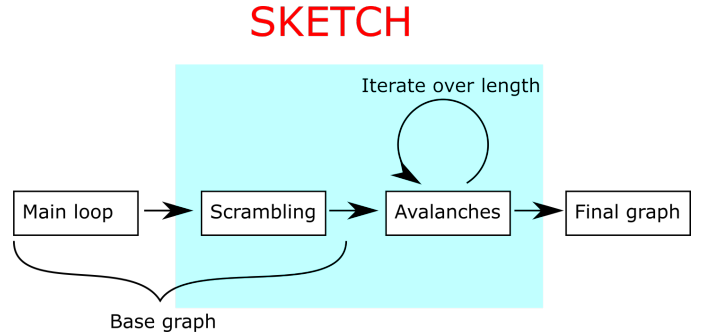 SKETCH
Iterate over length
Main loop
Scrambling
Avalanches
Final graph
Base graph